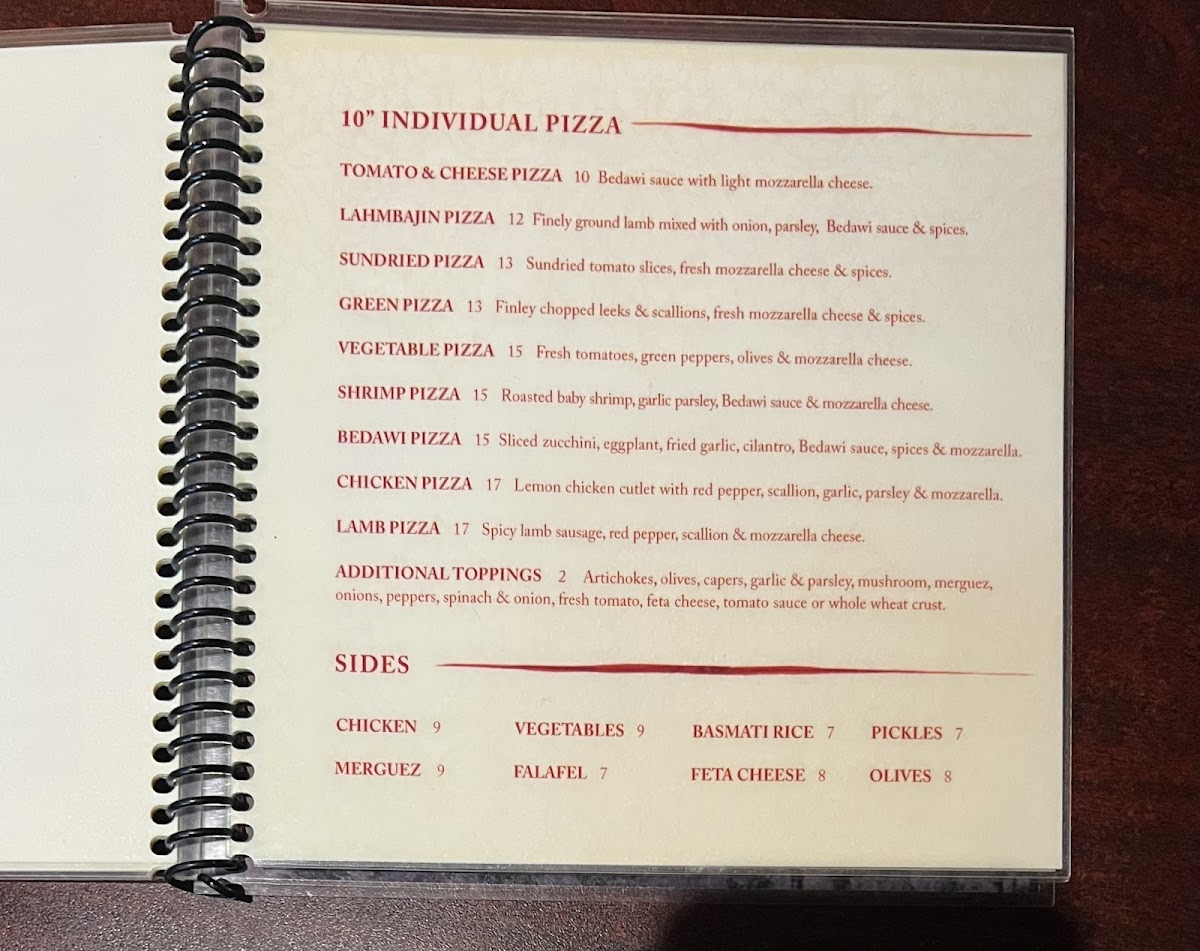 10” INDIVIDUAL PIZZA
TOMATO & CHEESE PIZZA 10 Bedawi sauce with light mozzarella cheese.
LAHMBAJIN PIZZA 12 Finely ground lamb mixed with onion, parsley, Bedawi sauce & spices.
SUNDRIED PIZZA 13 Sundried tomato slices, fresh mozzarella cheese & spices.
GREEN PIZZA 13 Finley chopped leeks & scallions, fresh mozzarella cheese & spices.
VEGETABLE PIZZA 15 Fresh tomatoes, green peppers, olives & mozzarella cheese.
SHRIMP PIZZA 15 Roasted baby shrimp, garlic parsley, Bedawi sauce & mozzarella cheese.
BEDAWI PIZZA 15 Sliced zucchini, eggplant, fried garlic, cilantro, Bedawi sauce, spices & mozzarella.
CHICKEN PIZZA 17 Lemon chicken cutlet with red pepper, scallion, garlic, parsley & mozzarella.
LAMB PIZZA 17 Spicy lamb sausage, red pepper, scallion & mozzarella cheese.
ADDITIONAL TOPPINGS 2 Artichokes, olives, capers, garlic & parsley, mushroom, merguez,
onions, peppers, spinach & onion, fresh tomato, feta cheese, tomato sauce or whole wheat crust.
SIDES
CHICKEN 9 VEGETABLES 9 BASMATI RICE 7 PICKLES 7
MERGUEZ 9 FALAFEL 7 FETA CHEESE 8 OLIVES 8